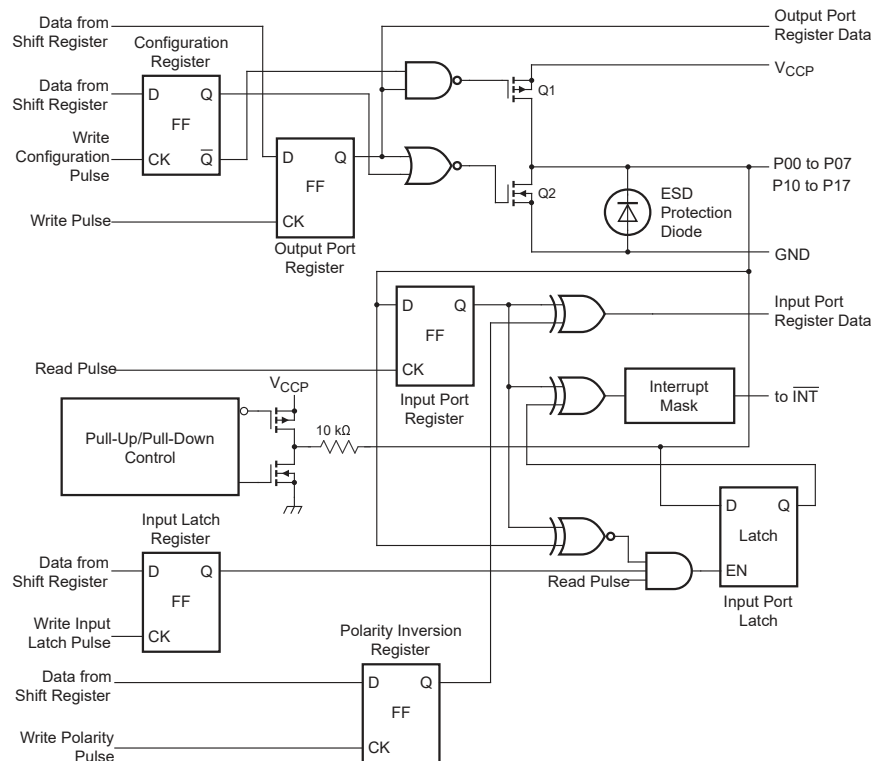 Data from
Shift Register
Configuration
Register
Output Port
Register Data
Data from
Shift Register
D
Q
FF
CK
Q
Write
Configuration
Pulse
Q1
VCCP
D
Q
FF
CK
Write Pulse
Output Port
Register
Q2
ESD
Protection
Diode
P00 to P07
P10 to P17
GND
D
Q
FF
CK
Read Pulse
Input Port
Register
Input Port
Register Data
Interrupt
Mask
to INT
VCCP
Pull-Up/Pull-Down
Control
10 kΩ
D
Q
Latch
EN
Input Port
Latch
Input Latch
Register
Data from
Shift Register
D
Q
FF
CK
Read Pulse
Write Input
Latch Pulse
Polarity Inversion
Register
Data from
Shift Register
D
Q
FF
CK
Write Polarity
Pulse